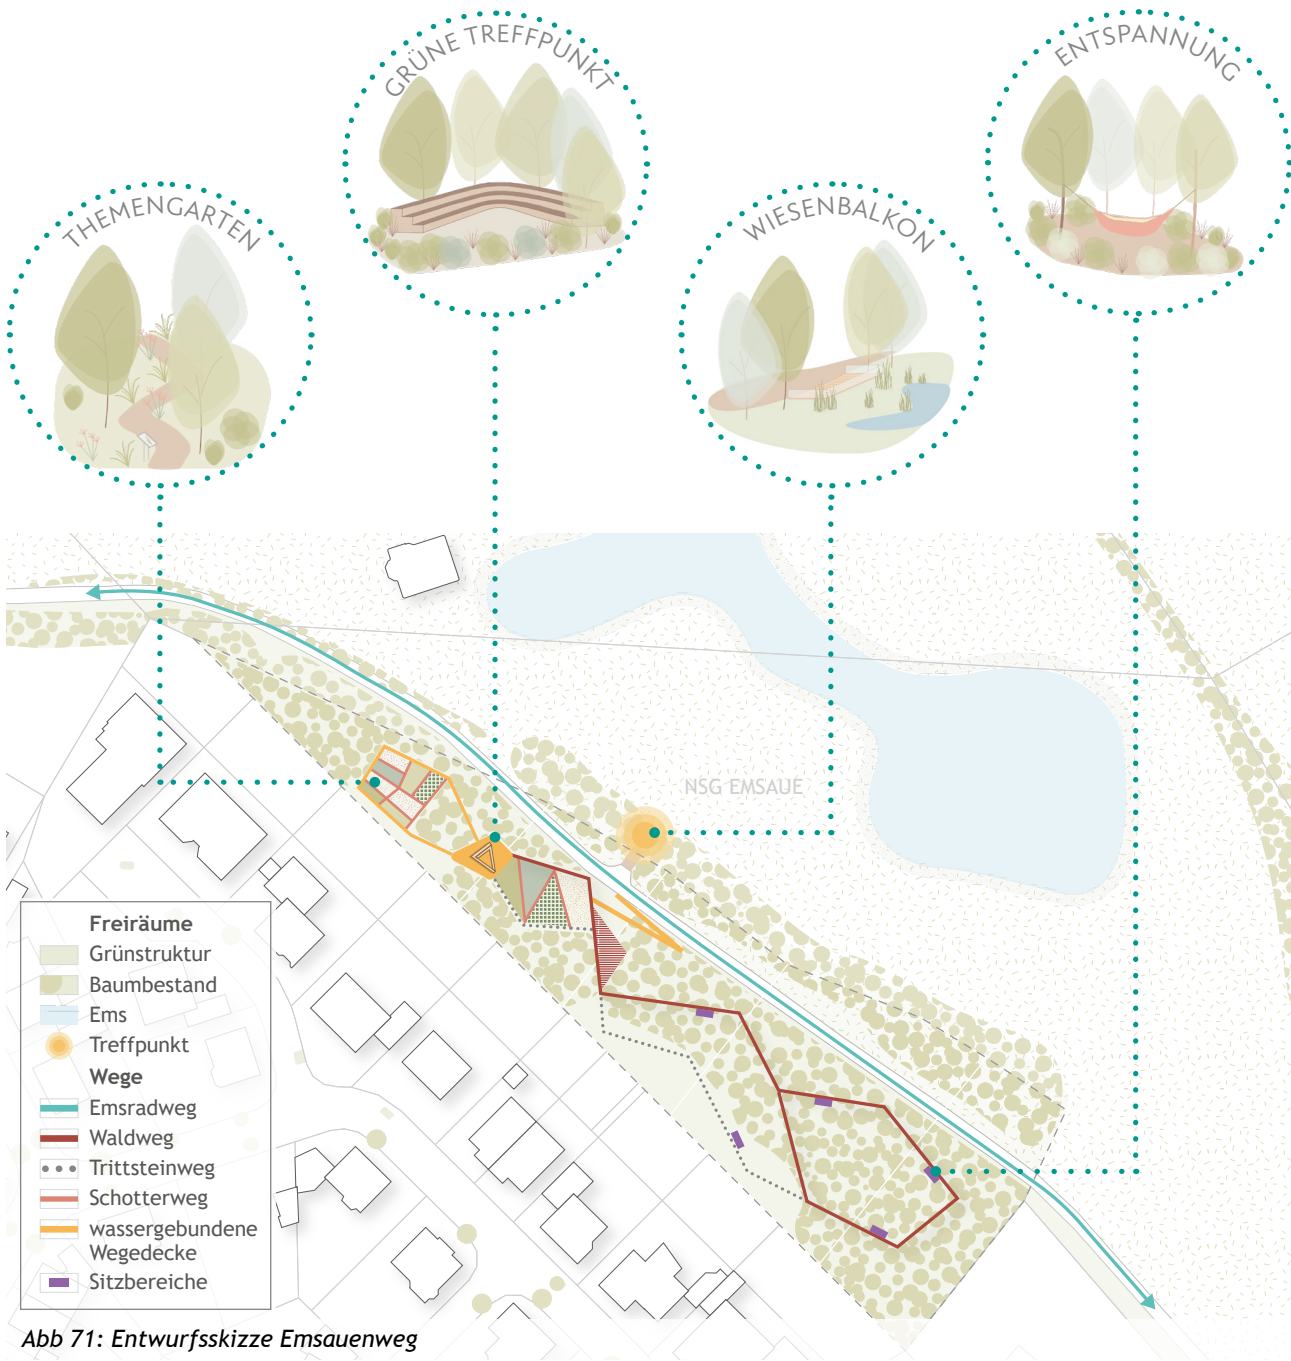 GRÜNE TREFFPUNKT
ENTSPANNUNG
THEMENGARTEN
WIESENBALKON
NSG EMSAUE
Freiräume
Grünstruktur
Baumbestand
Ems
Treffpunkt
Wege
Emsradweg
Waldweg
Trittsteinweg
Schotterweg
wassergebundene
Wegedecke
Sitzbereiche
Abb 71: Entwurfsskizze Emsauenweg